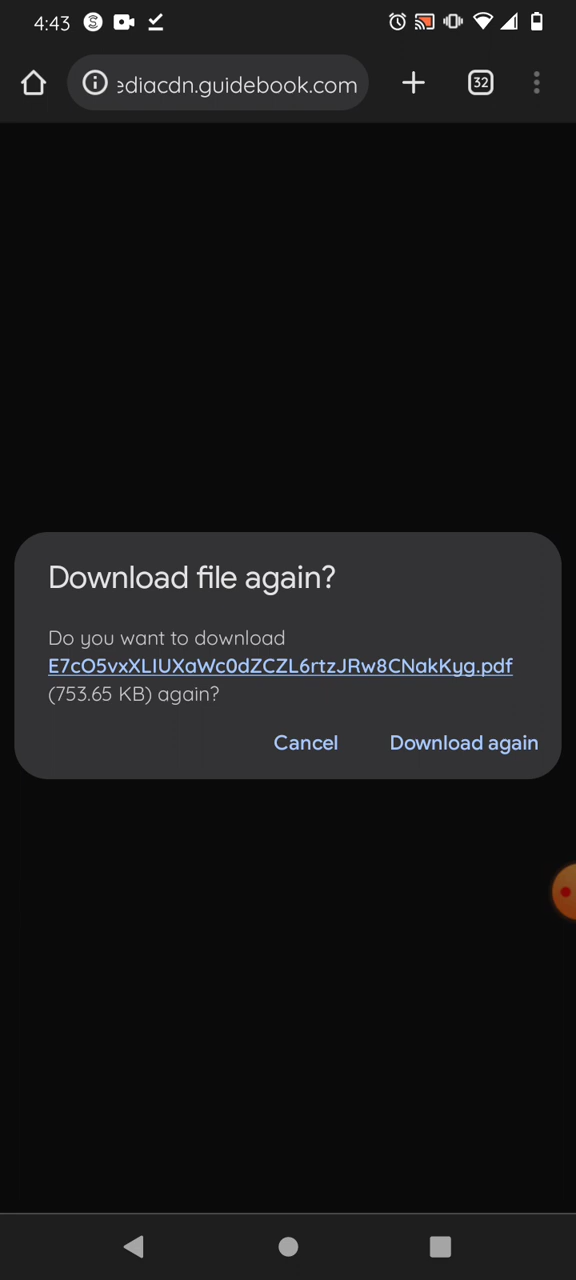 4:43
ediacdn.guidebook.com
32
Download file again?
Do you want to download
E7cO5vxXLIUXaWc0dZCZL6rtzJRw8CNakKyg.pdf
(753.65 KB) again?
Cancel Download again